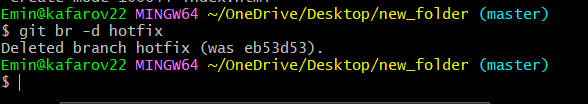 Emin@kafarov22 MINGW64 ~/OneDrive/Desktop/new_folder (master)
$ git br -d hotfix
Deleted branch hotfix (was eb53d53).
Emin@kafarov22 MINGW64 ~/OneDrive/Desktop/new_folder (master)
$